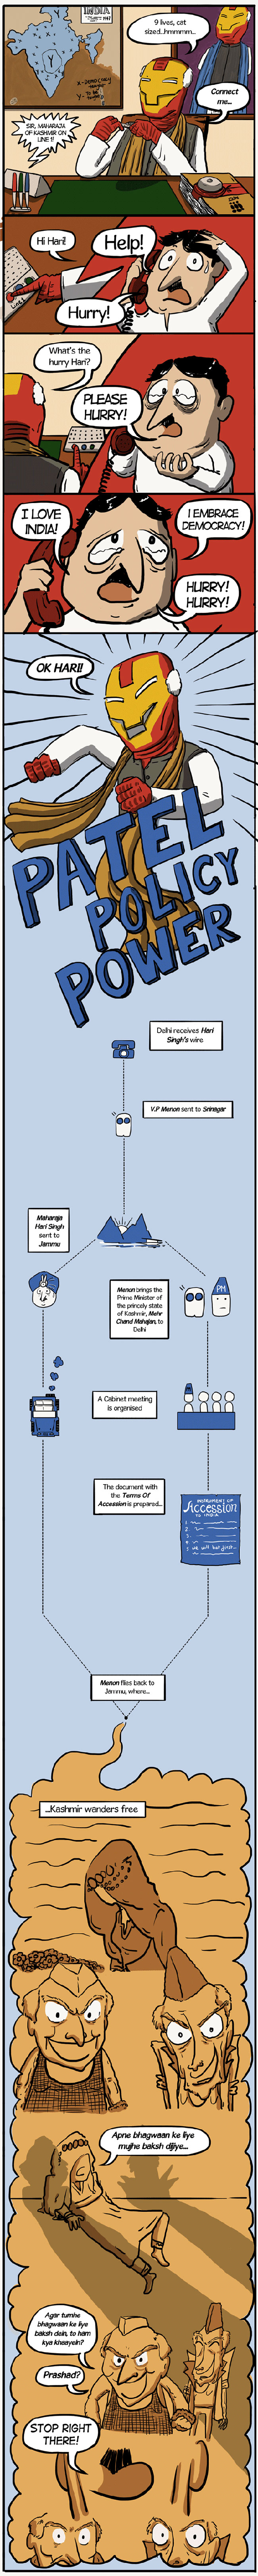 INDIA
9 lives, cat
sized...hmmmm...
X - DEMOCRACY
Y -
Connect
me...
SIR, MAHARAJA
OF KASHMIR ON
LINE 1!
Hi Hari!
Help!
Hurry!
What's the
hurry Hari?
PLEASE
HURRY!
I LOVE
INDIA!
I EMBRACE
DEMOCRACY!
HURRY!
HURRY!
OK HARI!
PATEL
POLICY
POWER
Delhi receives Hari
Singh's wire
V.P Menon sent to Srinagar
Maharaja
Hari Singh
sent to
Jammu
Menon brings the
Prime Minister of
the princely state
of Kashmir, Mehr
Chand Mahajan, to
Delhi
PM
A Cabinet meeting
is organised
The document with
the Terms Of
Accession is prepared...
INSTRUMENT OF
Accession
TO INDIA
1.
2.
3.
Menon flies back to
Jammu, where...
...Kashmir wanders free
Apne bhagwaan ke liye
mujhe baksh dijiye...
Agar tumhe
bhagwaan ke liye
baksh dein, to ham
kya khaayein?
Prashad?
STOP RIGHT
THERE!